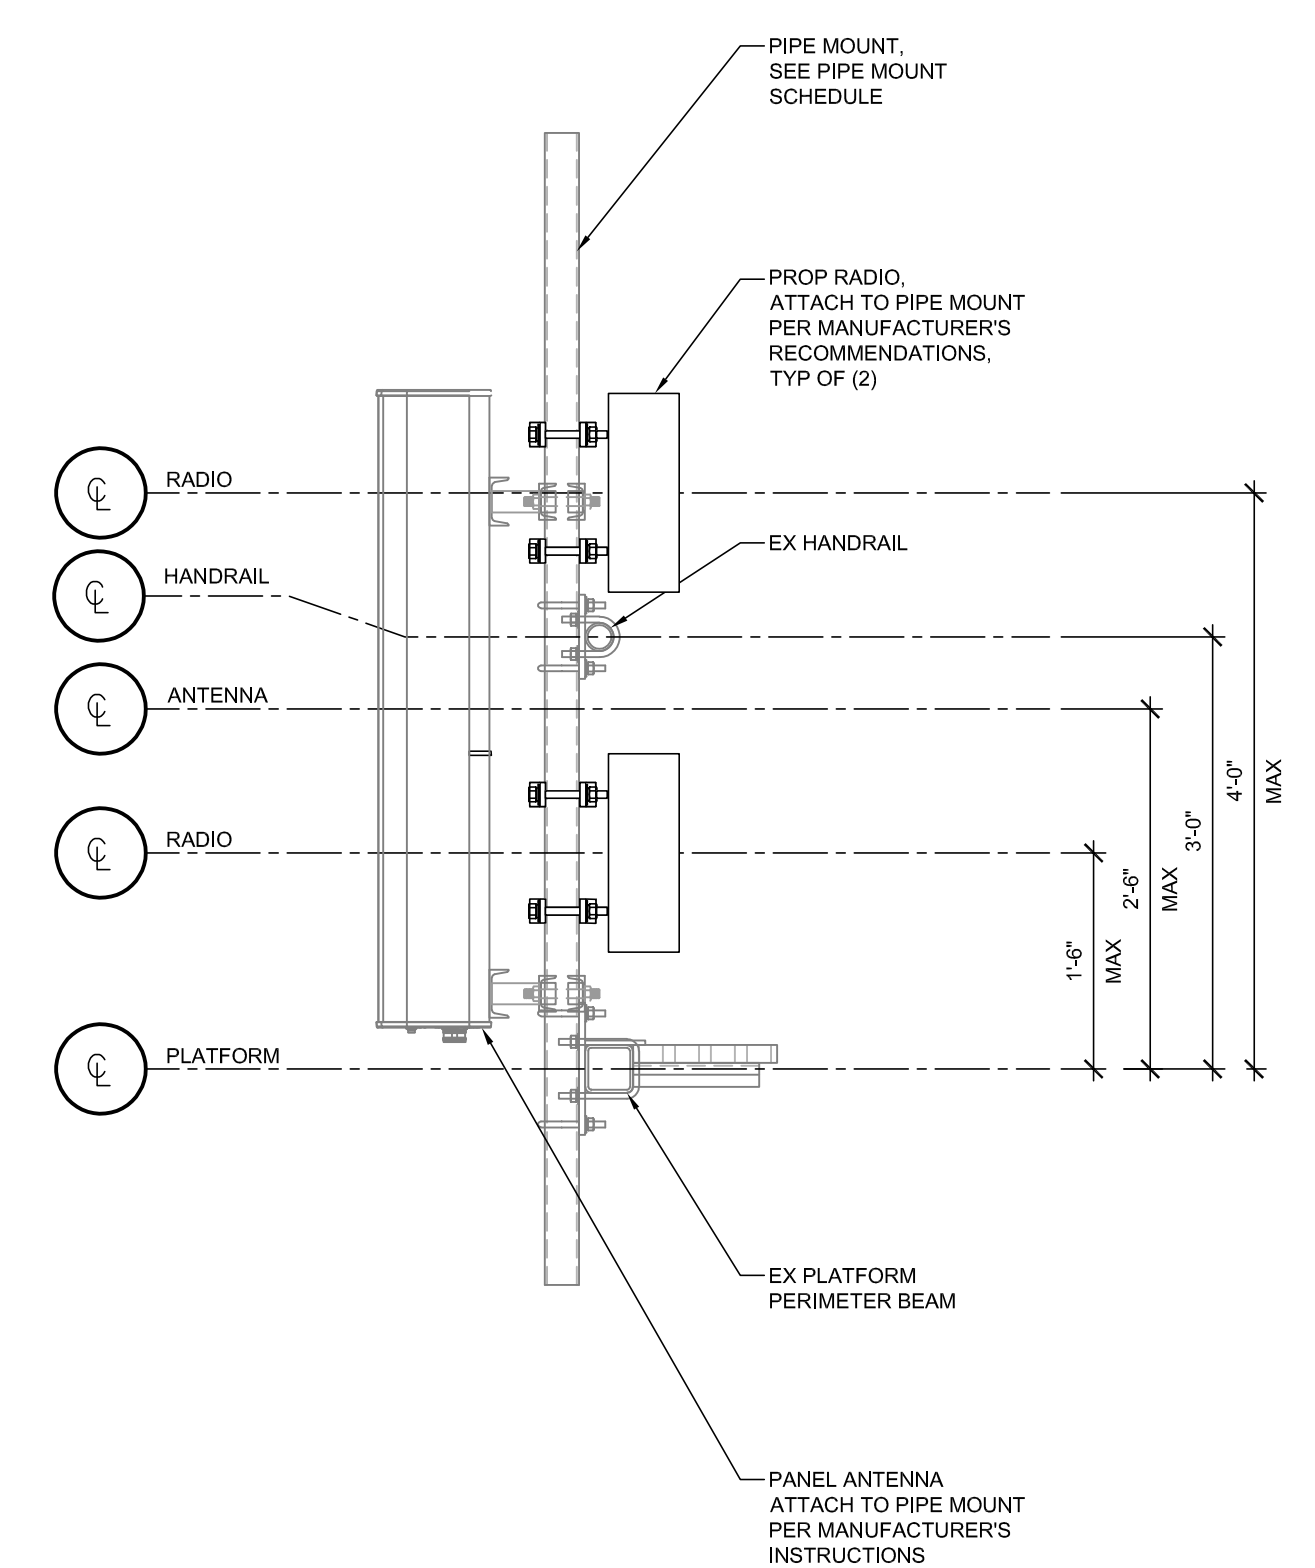 PIPE MOUNT,
SEE PIPE MOUNT
SCHEDULE
PROP RADIO,
ATTACH TO PIPE MOUNT
PER MANUFACTURER'S
RECOMMENDATIONS,
TYP OF (2)
℄ RADIO
EX HANDRAIL
℄ HANDRAIL
℄ ANTENNA
℄ RADIO
℄ PLATFORM
1'-6"
MAX
2'-6"
MAX
3'-0"
4'-0"
MAX
EX PLATFORM
PERIMETER BEAM
PANEL ANTENNA
ATTACH TO PIPE MOUNT
PER MANUFACTURER'S
INSTRUCTIONS